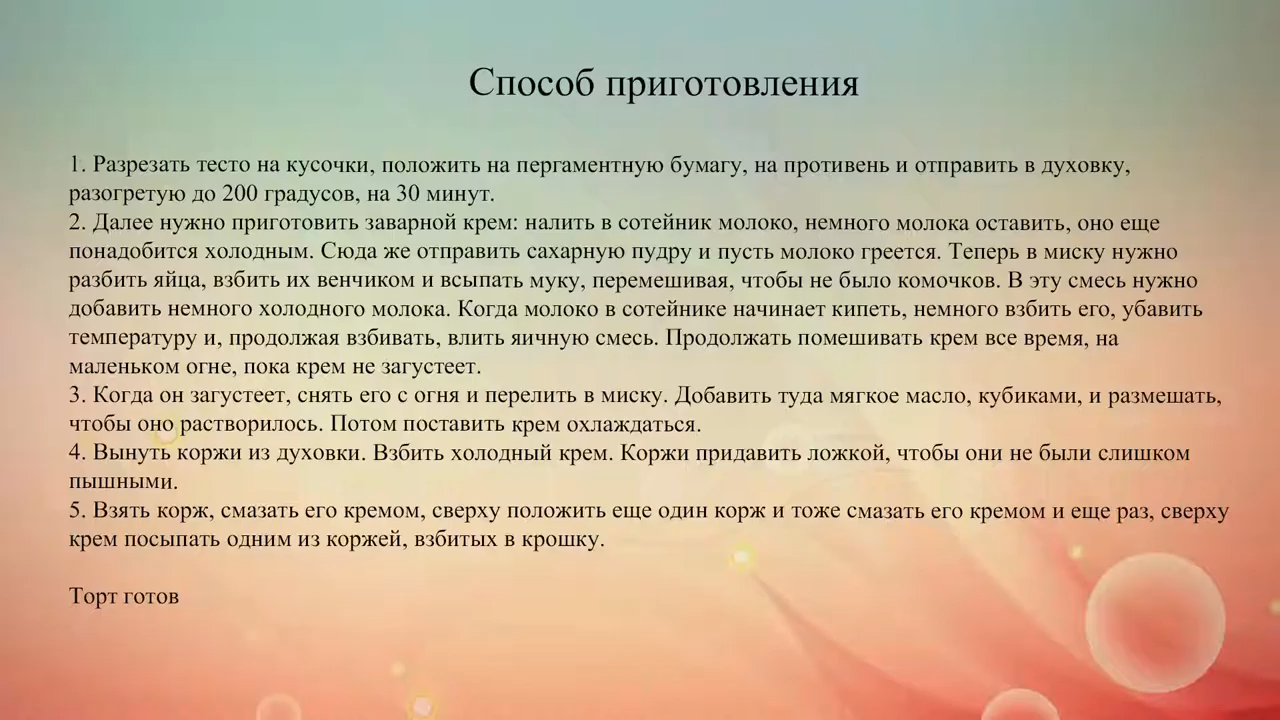 Способ приготовления
1. Разрезать тесто на кусочки, положить на пергаментную бумагу, на противень и отправить в духовку,
разогретую до 200 градусов, на 30 минут.
2. Далее нужно приготовить заварной крем: налить в сотейник молоко, немного молока оставить, оно еще
понадобится холодным. Сюда же отправить сахарную пудру и пусть молоко греется. Теперь в миску нужно
разбить яйца, взбить их венчиком и всыпать муку, перемешивая, чтобы не было комочков. В эту смесь нужно
добавить немного холодного молока. Когда молоко в сотейнике начинает кипеть, немного взбить его, убавить
температуру и, продолжая взбивать, влить яичную смесь. Продолжать помешивать крем все время, на
маленьком огне, пока крем не загустеет.
3. Когда он загустеет, снять его с огня и перелить в миску. Добавить туда мягкое масло, кубиками, и размешать,
чтобы оно растворилось. Потом поставить крем охлаждаться.
4. Вынуть коржи из духовки. Взбить холодный крем. Коржи придавить ложкой, чтобы они не были слишком
пышными.
5. Взять корж, смазать его кремом, сверху положить еще один корж и тоже смазать его кремом и еще раз, сверху
крем посыпать одним из коржей, взбитых в крошку.
Торт готов